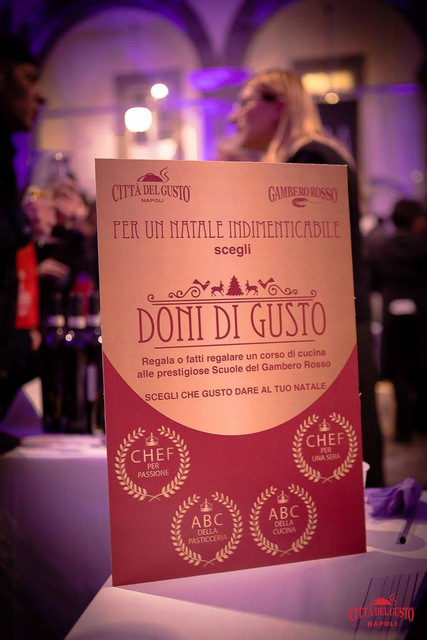 CITTÀ DEL GUSTO
NAPOLI
GAMBERO ROSSO
PER UN NATALE INDIMENTICABILE
scegli
DONI DI GUSTO
Regala o fatti regalare un corso di cucina
alle prestigiose Scuole del Gambero Rosso
SCEGLI CHE GUSTO DARE AL TUO NATALE
CHEF
PER
PASSIONE
CHEF
PER
UNA SERA
ABC
DELLA
PASTICCERIA
ABC
DELLA
CUCINA
CITTÀ DEL GUSTO
NAPOLI